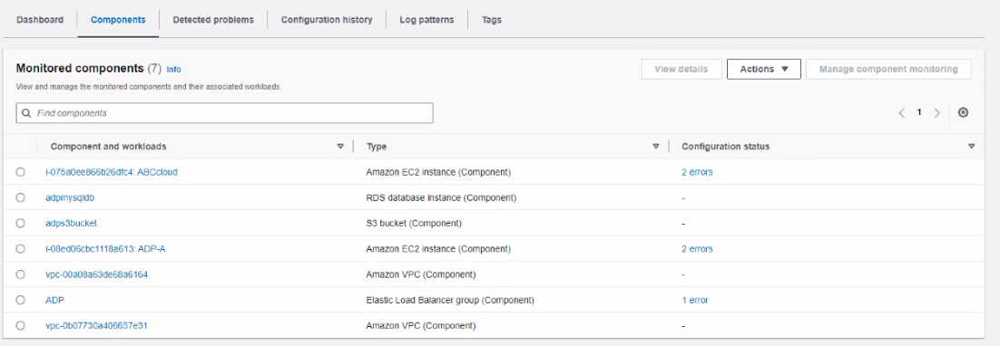 Dashboard Components Detected problems Configuration history Log patterns Tags
Monitored components (7) Info View details Actions Manage component monitoring
View and manage the monitored components and their associated workloads.
Find components 1
Component and workloads Type Configuration status
i-075a0ee866b26dfc4: ABCcloud Amazon EC2 instance (Component) 2 errors
adpmysqldb RDS database instance (Component) -
adps3bucket S3 bucket (Component) -
i-08ed06cbc1118a613: ADP-A Amazon EC2 instance (Component) 2 errors
vpc-00a08a63de68a6164 Amazon VPC (Component) -
ADP Elastic Load Balancer group (Component) 1 error
vpc-0b07730a406657e31 Amazon VPC (Component) -